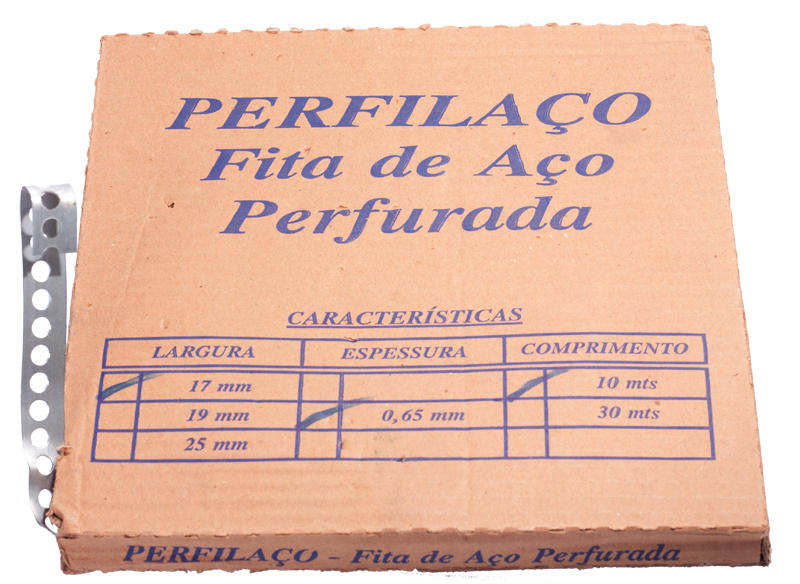 PERFILAÇO
Fita de Aço
Perfurada
CARACTERÍSTICAS
LARGURA ESPESSURA COMPRIMENTO
17 mm 10 mts
19 mm 0,65 mm 30 mts
25 mm
PERFILAÇO - Fita de Aço Perfurada